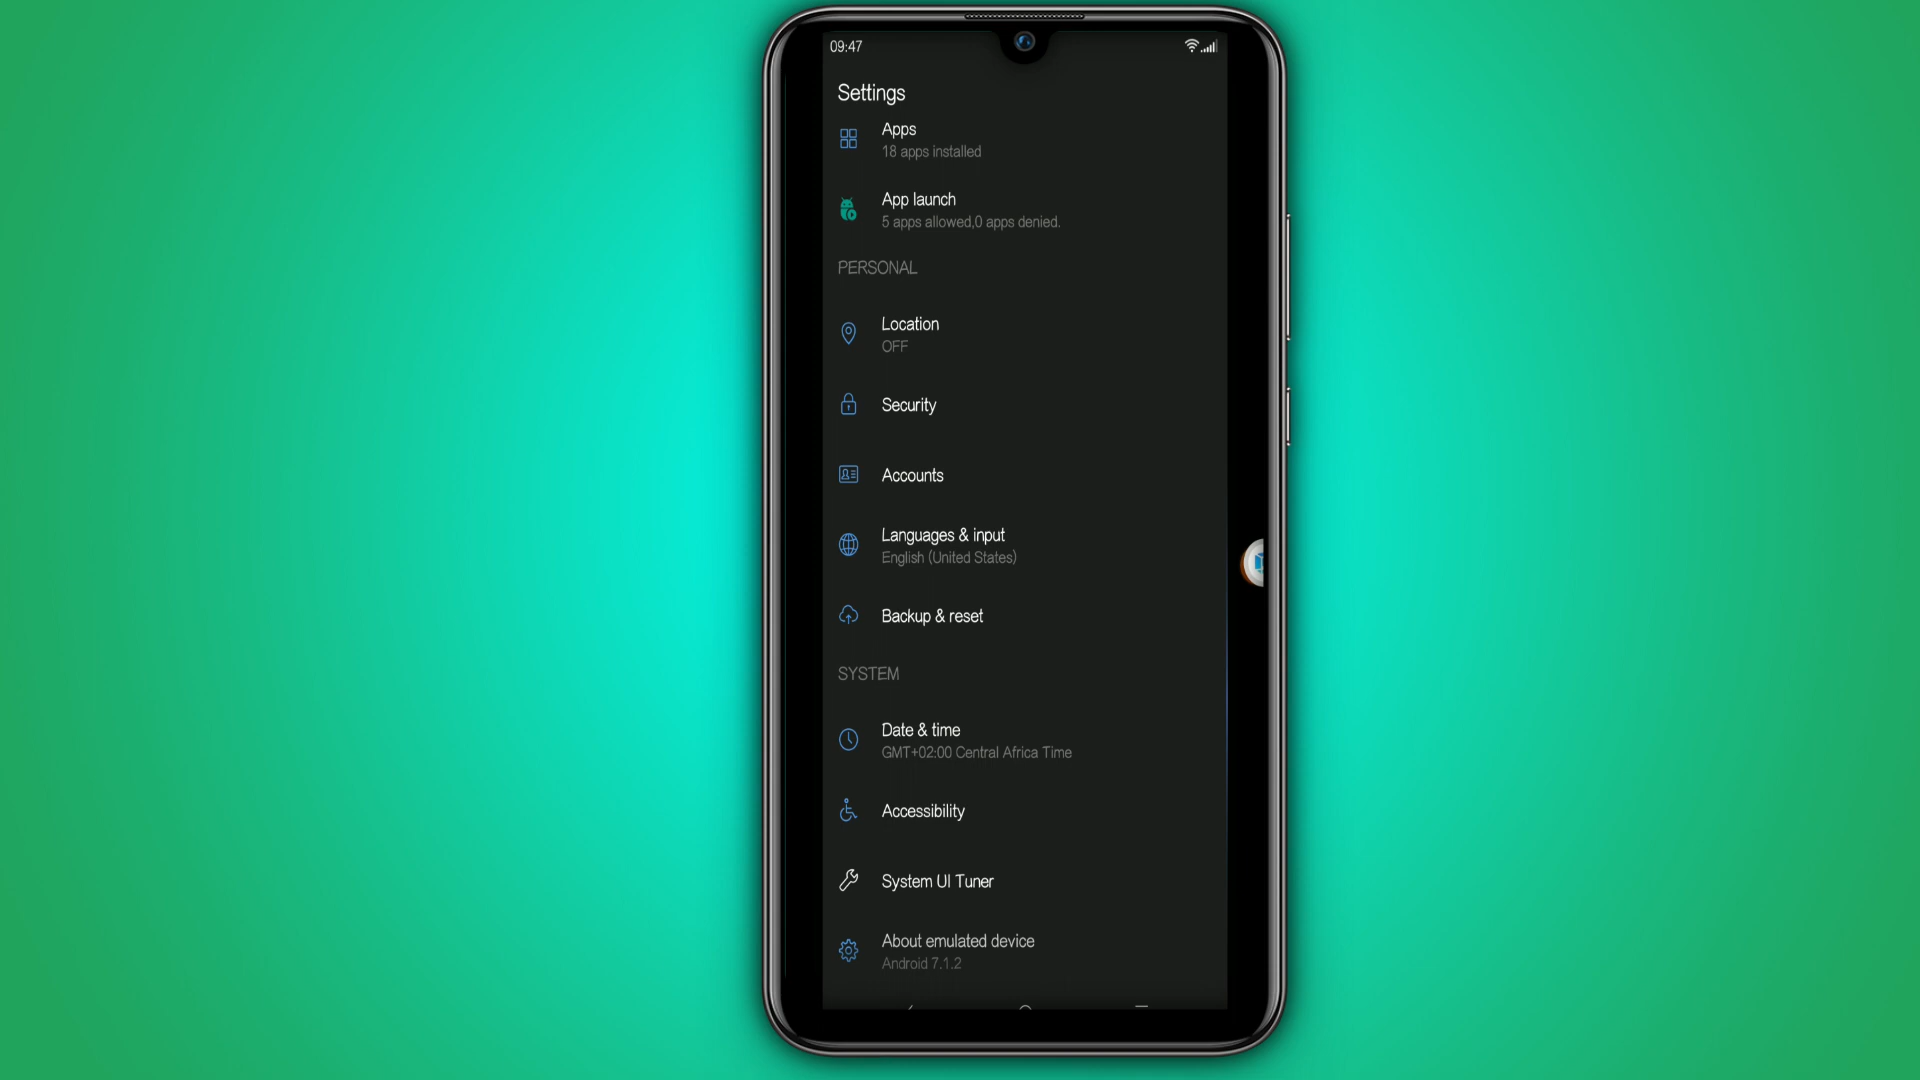 09:47
Settings
Apps
18 apps installed
App launch
5 apps allowed,0 apps denied.
PERSONAL
Location
OFF
Security
Accounts
Languages & input
English (United States)
Backup & reset
SYSTEM
Date & time
GMT+02:00 Central Africa Time
Accessibility
System UI Tuner
About emulated device
Android 7.1.2